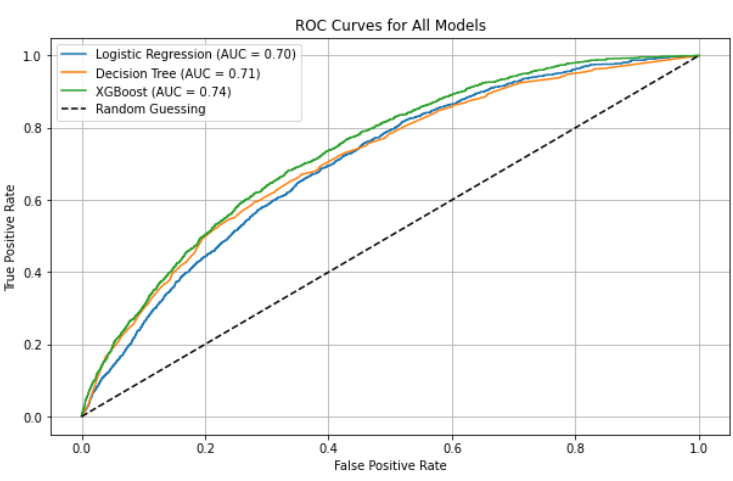 ROC Curves for All Models
Logistic Regression (AUC = 0.70)
Decision Tree (AUC = 0.71)
XGBoost (AUC = 0.74)
Random Guessing
True Positive Rate
1.0
0.8
0.6
0.4
0.2
0.0
0.0 0.2 0.4 0.6 0.8 1.0
False Positive Rate